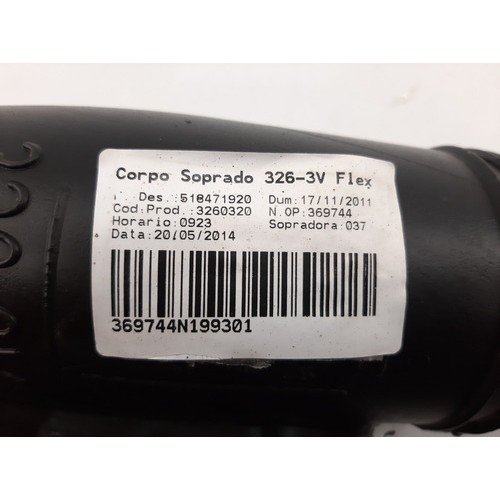 Corpo Soprado 326-3V Flex
Des.:518471920 Dum:17/11/2011
Cod.Prod.:3260320 N.OP:369744
Horario:0923 Sopradora:037
Data:20/05/2014
369744N199301